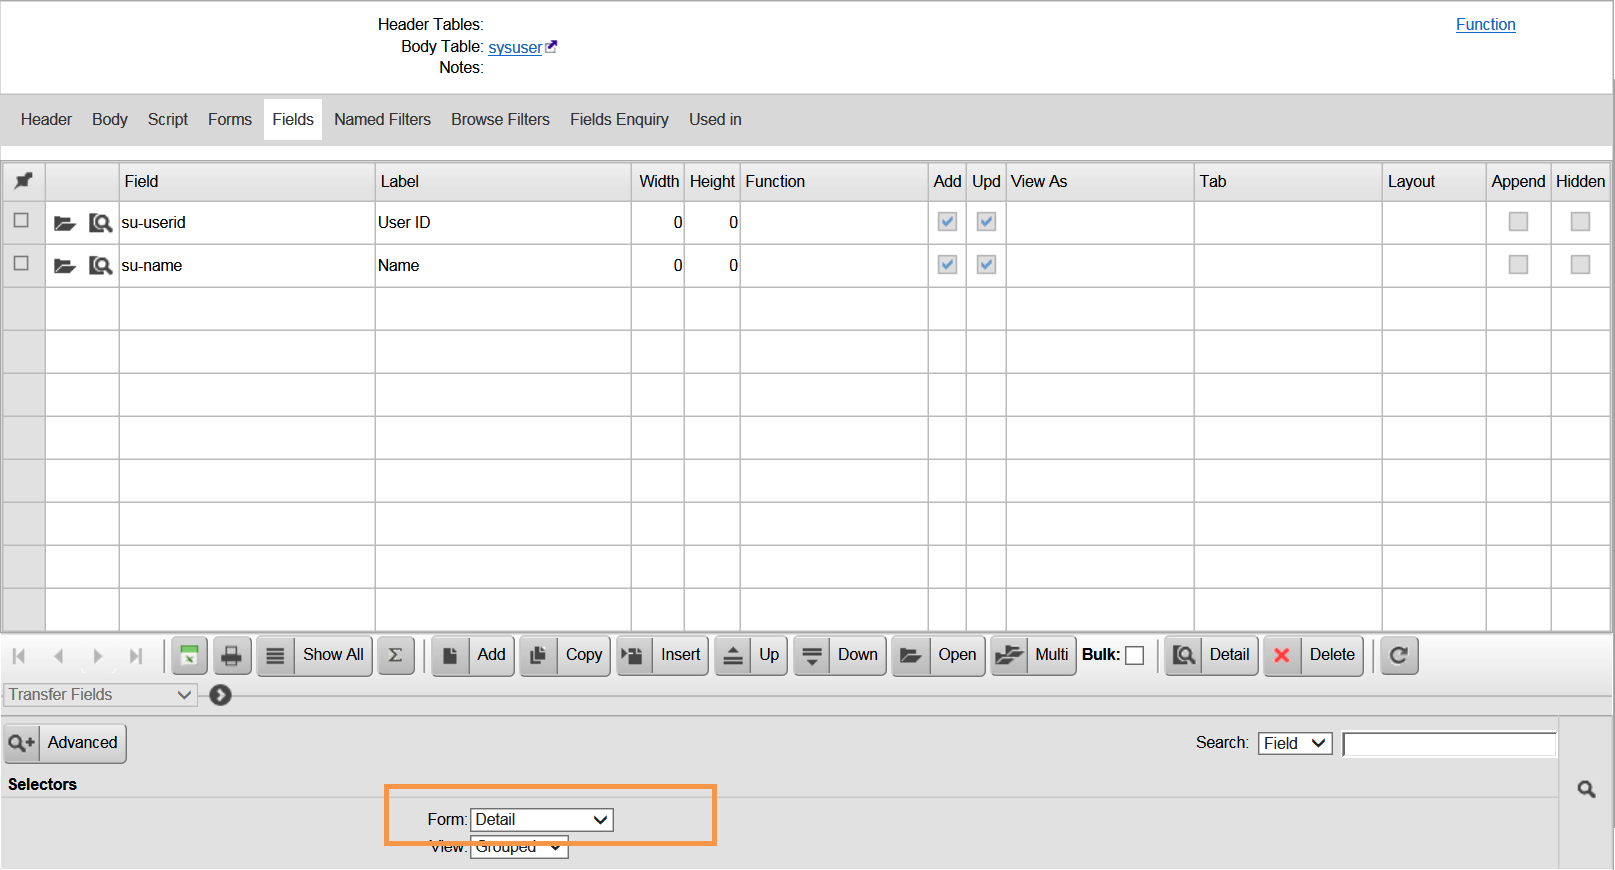 Header Tables:
Function
Body Table: sysuser
Notes:
Header Body Script Forms Fields Named Filters Browse Filters Fields Enquiry Used in
Field Label Width Height Function Add Upd View As Tab Layout Append Hidden
su-userid User ID 0 0
su-name Name 0 0
Show All Σ Add Copy Insert Up Down Open Multi Bulk: Detail Delete
Transfer Fields
Advanced
Search: Field
Selectors
Form: Detail
View: Grouped